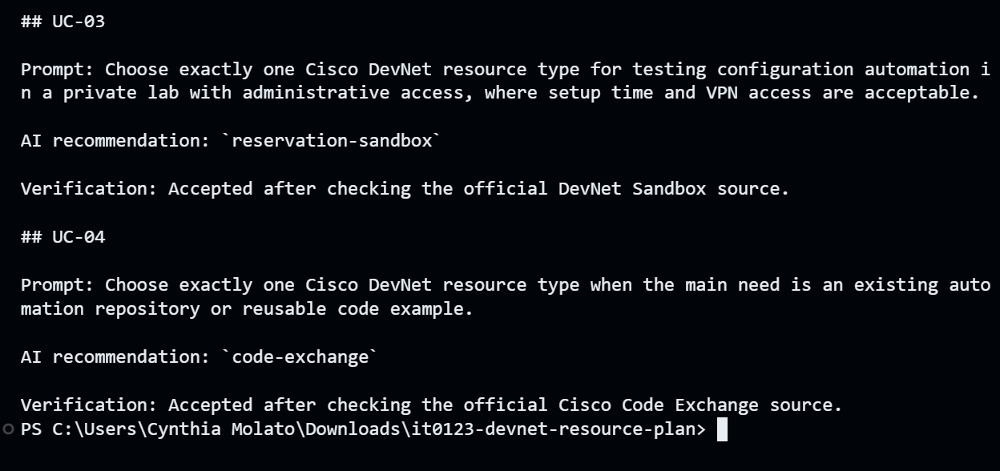 ## UC-03
Prompt: Choose exactly one Cisco DevNet resource type for testing configuration automation i
n a private lab with administrative access, where setup time and VPN access are acceptable.
AI recommendation: `reservation-sandbox`
Verification: Accepted after checking the official DevNet Sandbox source.
## UC-04
Prompt: Choose exactly one Cisco DevNet resource type when the main need is an existing auto
mation repository or reusable code example.
AI recommendation: `code-exchange`
Verification: Accepted after checking the official Cisco Code Exchange source.
PS C:\Users\Cynthia Molato\Downloads\it0123-devnet-resource-plan>